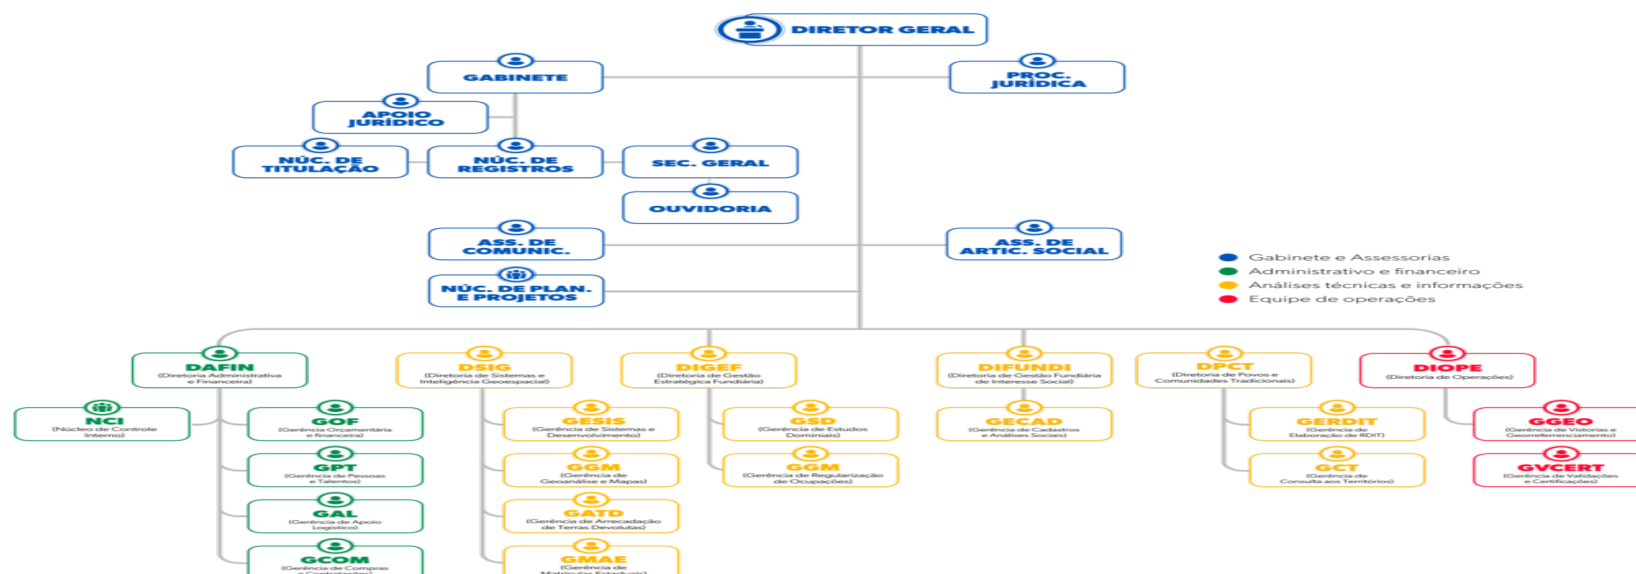 DIRETOR GERAL
GABINETE
PROC.
JURÍDICA
APOIO
JURÍDICO
NÚC. DE
TITULAÇÃO
NÚC. DE
REGISTROS
SEC. GERAL
OUVIDORIA
ASS. DE
COMUNIC.
ASS. DE
ARTIC. SOCIAL
NÚC. DE PLAN.
E PROJETOS
Gabinete e Assessorias
Administrativo e financeiro
Análises técnicas e informações
Equipe de operações
DAFIN
(Diretoria Administrativa
e Financeira)
DSIG
(Diretoria de Sistemas e
Inteligência Geoespacial)
DIGEF
(Diretoria de Gestão
Estratégica Fundiária)
DIFUNDI
(Diretoria de Gestão Fundiária
de Interesse Social)
DPCT
(Diretoria de Povos e
Comunidades Tradicionais)
DIOPE
(Diretoria de Operações)
NCI
(Núcleo de Controle
Interno)
GOF
(Gerência Orçamentária
e financeira)
GESIS
(Gerência de Sistemas e
Desenvolvimento)
GSD
(Gerência de Estudos
Dominiais)
GECAD
(Gerência de Cadastros
e Análises Sociais)
GERDIT
(Gerência de
Elaboração de RDIT)
GGEO
(Gerência de Vistorias e
Georreferenciamento)
GPT
(Gerência de Pessoas
e Talentos)
GGM
(Gerência de
Geoanálise e Mapas)
GGM
(Gerência de Regularização
de Ocupações)
GCT
(Gerência de
Consulta aos Territórios)
GVCERT
(Gerência de Validações
e Certificações)
GAL
(Gerência de Apoio
Logístico)
GATD
(Gerência de Arrecadação
de Terras Devolutas)
GCOM
(Gerência de Compras
e Contratações)
GMAE
(Gerência de
Matrículas Estaduais)